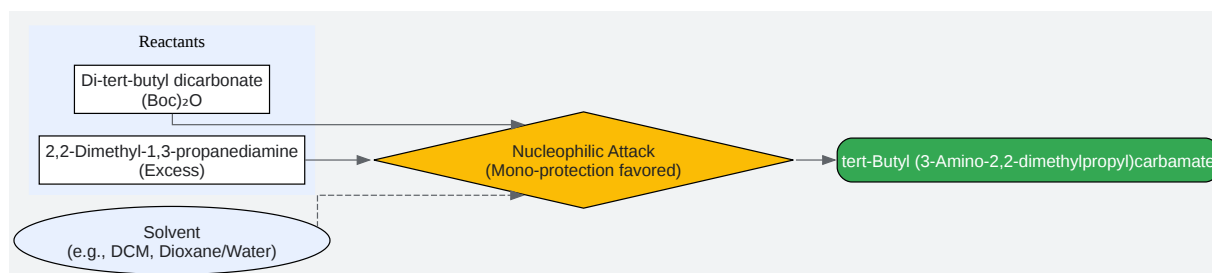 Reactants
Di-tert-butyl dicarbonate
(Boc)₂O
2,2-Dimethyl-1,3-propanediamine
(Excess)
Solvent
(e.g., DCM, Dioxane/Water)
Nucleophilic Attack
(Mono-protection favored)
tert-Butyl (3-Amino-2,2-dimethylpropyl)carbamate